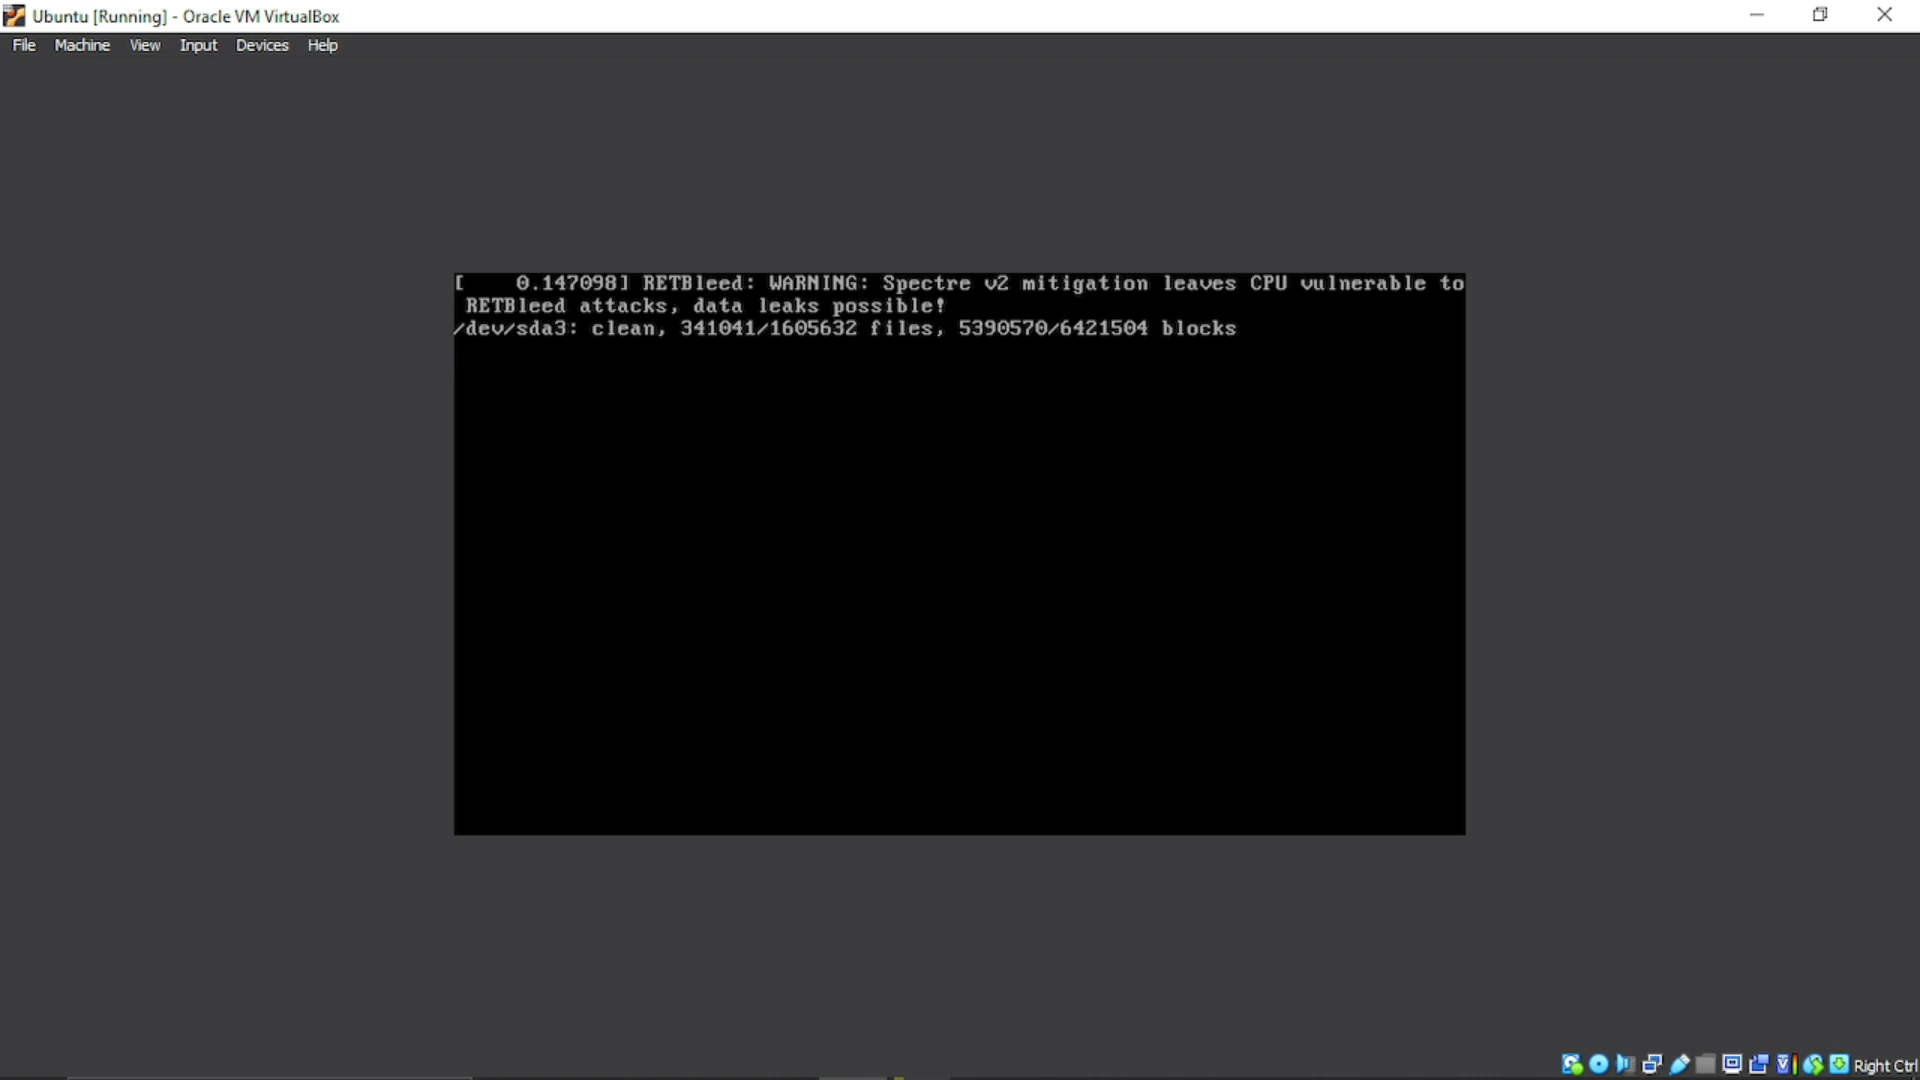 Ubuntu [Running] - Oracle VM VirtualBox
File Machine View Input Devices Help
[    0.147098] RETBleed: WARNING: Spectre v2 mitigation leaves CPU vulnerable to
 RETBleed attacks, data leaks possible!
/dev/sda3: clean, 341041/1605632 files, 5390570/6421504 blocks
Right Ctrl